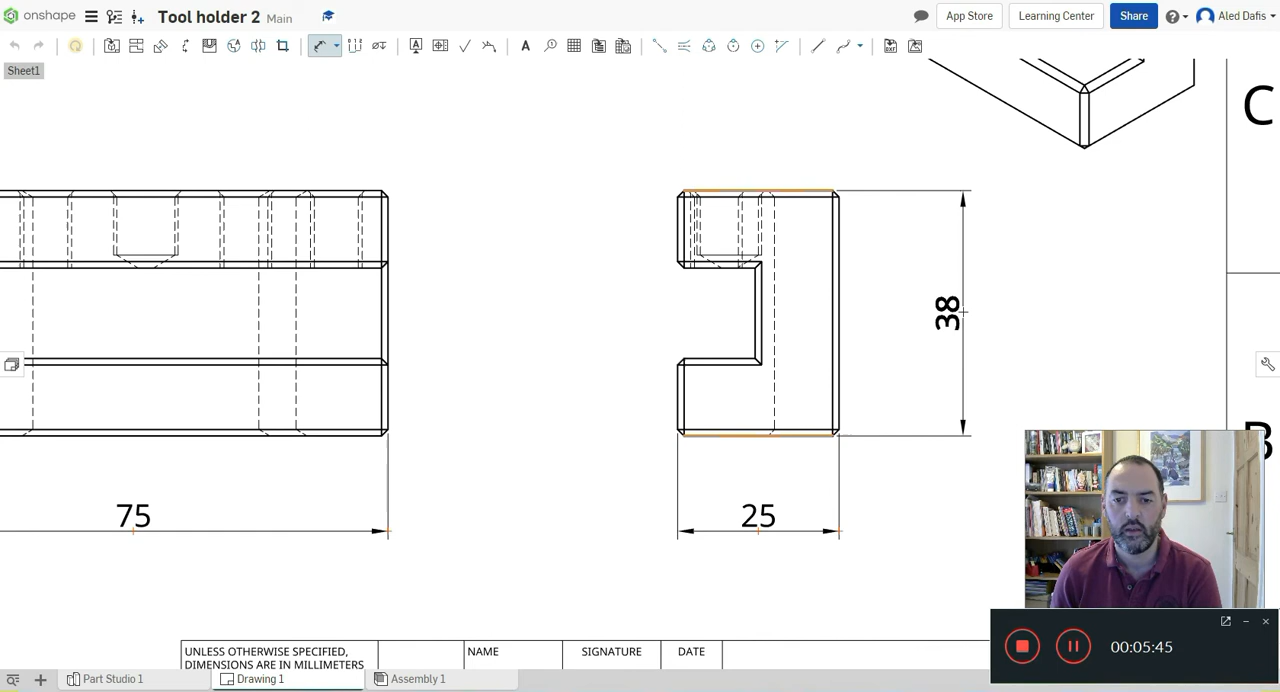 onshape
Tool holder 2 Main
App Store
Learning Center
Share
Aled Dafis
Sheet1
C
38
B
75
25
00:05:45
UNLESS OTHERWISE SPECIFIED,
DIMENSIONS ARE IN MILLIMETERS
NAME
SIGNATURE
DATE
Part Studio 1
Drawing 1
Assembly 1